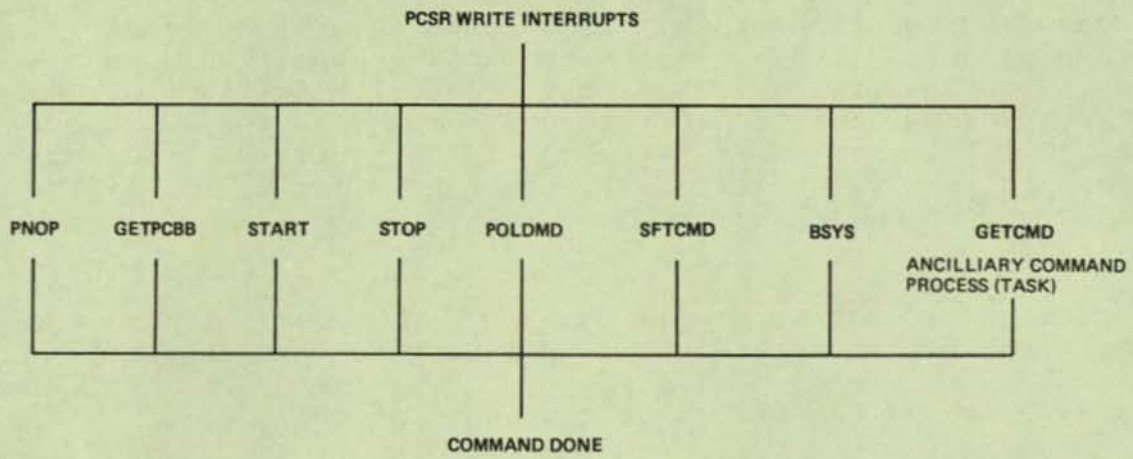 PCSR WRITE INTERRUPTS
PNOP GETPCBB START STOP POLDMD SFTCMD BSYS GETCMD
ANCILLIARY COMMAND
PROCESS (TASK)
COMMAND DONE